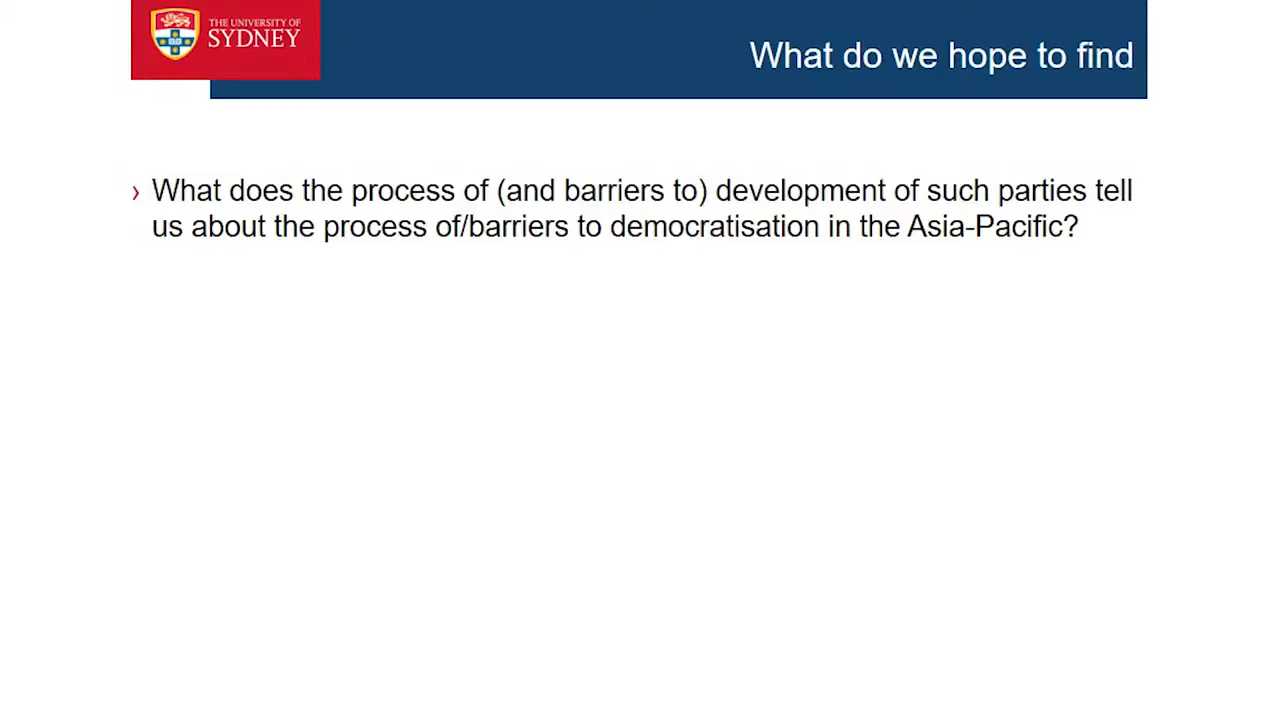 THE UNIVERSITY OF
SYDNEY
What do we hope to find
› What does the process of (and barriers to) development of such parties tell
us about the process of/barriers to democratisation in the Asia-Pacific?